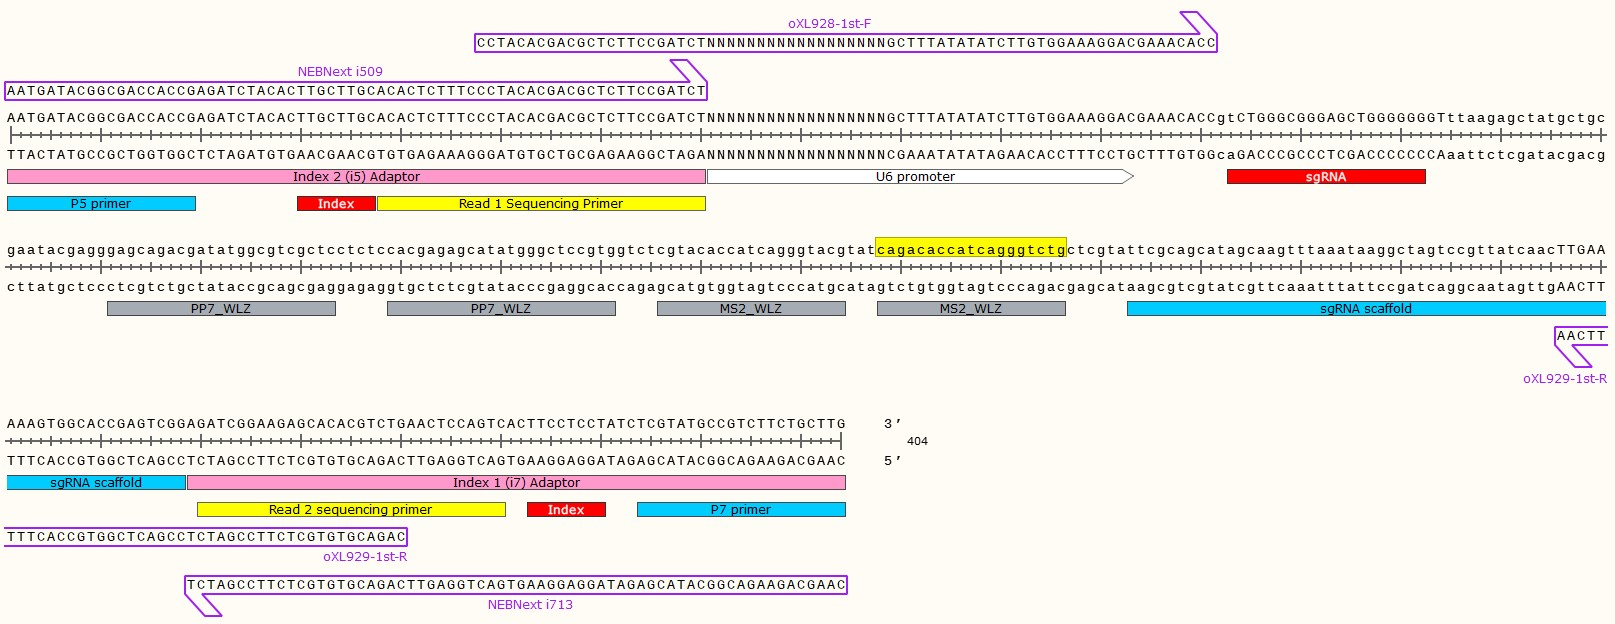 oXL928-1st-F
CCTACACGACGCTCTTCCGATCTNNNNNNNNNNNNNNNNNNGCTTTATATATCTTGTGGAAAGGACGAAACACC
NEBNext i509
AATGATACGGCGACCACCGAGATCTACACTTGCTTGCACACTCTTTCCCTACACGACGCTCTTCCGATCT
AATGATACGGCGACCACCGAGATCTACACTTGCTTGCACACTCTTTCCCTACACGACGCTCTTCCGATCTNNNNNNNNNNNNNNNNNNGCTTTATATATCTTGTGGAAAGGACGAAACACCGtCTGGGCGGGAGCTGGGGGGGTttaagagctatgctgc
TTACTATGCCGCTGGTGGCTCTAGATGTGAACGAACGTGTGAGAAAGGGATGTGCTGCGAGAAGGCTAGANNNNNNNNNNNNNNNNNNCGAAATATATAGAACACCTTTCCTGCTTTGTGGcaGACCCGCCCTCGACCCCCCCAaattctcgatacgacg
Index 2 (i5) Adaptor U6 promoter sgRNA
P5 primer Index Read 1 Sequencing Primer
gaatacgagggagcagacgatatggcgtcgctcctctccacgagagcatatgggctccgtggtctcgtacaccatcagggtacgtatcagacaccatcagggtctgctcgtattcgcagcatagcaagtttaaataaggctagtccgttatcaacTTGAA
cttatgctccctcgtctgctataccgcagcgaggagaggtgctctcgtatacccgaggcaccagagcatgtggtagtcccatgcatagtctgtggtagtcccagacgagcataagcgtcgtatcgttcaaatttattccgatcaggcaatagttgAACTT
PP7_WLZ PP7_WLZ MS2_WLZ MS2_WLZ sgRNA scaffold
AACTT
oXL929-1st-R
AAAGTGGCACCGAGTCGGAGATCGGAAGAGCACACGTCTGAACTCCAGTCACTTCCTCCTATCTCGTATGCCGTCTTCTGCTTG 3’
404
TTTCACCGTGGCTCAGCCTCTAGCCTTCTCGTGTGCAGACTTGAGGTCAGTGAAGGAGGATAGAGCATACGGCAGAAGACGAAC 5’
sgRNA scaffold Index 1 (i7) Adaptor
Read 2 sequencing primer Index P7 primer
TTTCACCGTGGCTCAGCCTCTAGCCTTCTCGTGTGCAGAC
oXL929-1st-R
TCTAGCCTTCTCGTGTGCAGACTTGAGGTCAGTGAAGGAGGATAGAGCATACGGCAGAAGACGAAC
NEBNext i713